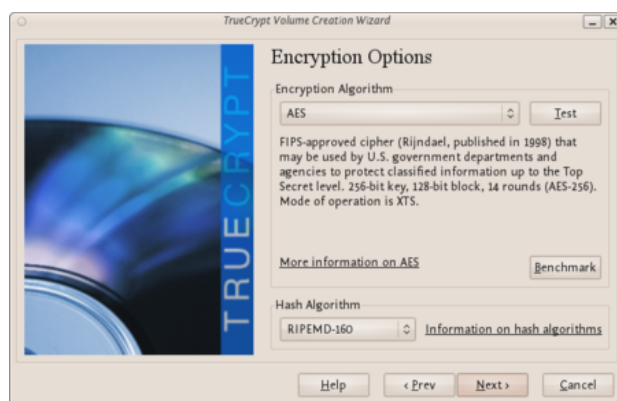 TrueCrypt Volume Creation Wizard
TRUECRYPT
Encryption Options
Encryption Algorithm
AES
Test
FIPS-approved cipher (Rijndael, published in 1998) that
may be used by U.S. government departments and
agencies to protect classified information up to the Top
Secret level. 256-bit key, 128-bit block, 14 rounds (AES-256).
Mode of operation is XTS.
More information on AES
Benchmark
Hash Algorithm
RIPEMD-160
Information on hash algorithms
Help
< Prev
Next >
Cancel